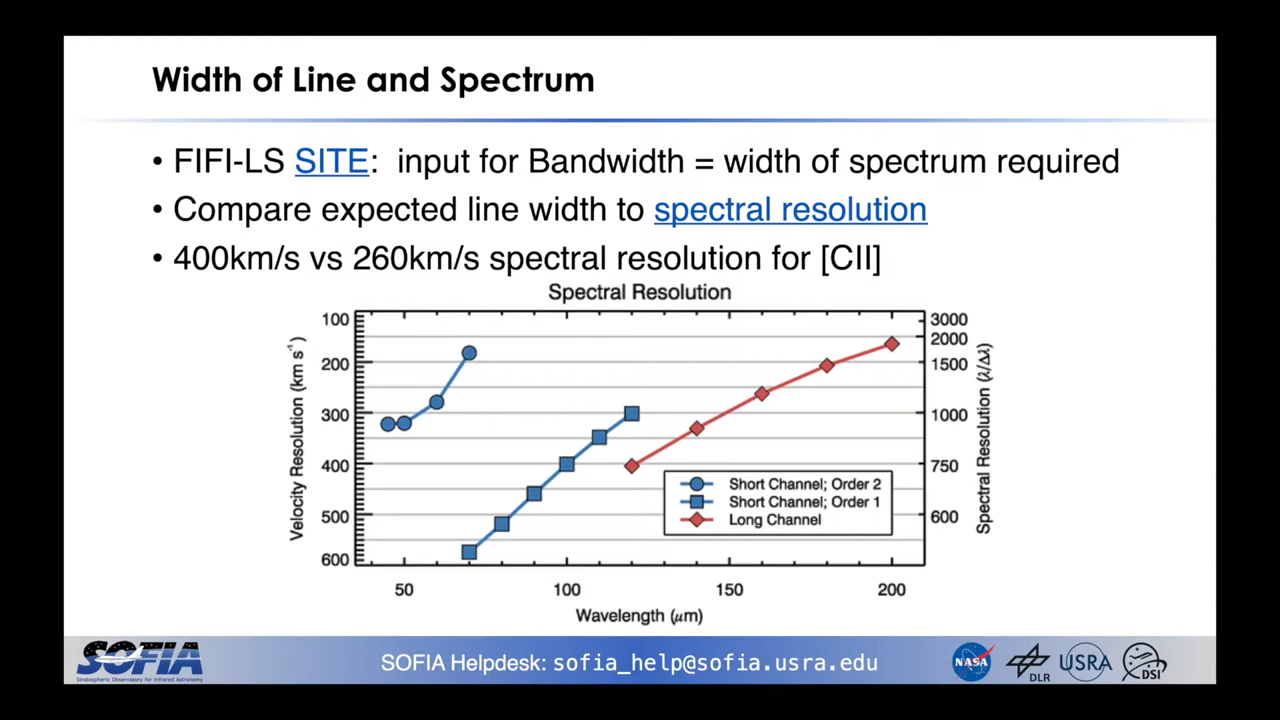 Width of Line and Spectrum
• FIFI-LS SITE: input for Bandwidth = width of spectrum required
• Compare expected line width to spectral resolution
• 400km/s vs 260km/s spectral resolution for [CII]
Spectral Resolution
Velocity Resolution (km s⁻¹)
100
200
300
400
500
600
3000
2000
1500
1000
750
600
Spectral Resolution (λ/Δλ)
Short Channel; Order 2
Short Channel; Order 1
Long Channel
50 100 150 200
Wavelength (μm)
SOFIA
Stratospheric Observatory for Infrared Astronomy
SOFIA Helpdesk: sofia_help@sofia.usra.edu
NASA
DLR
USRA
DSI